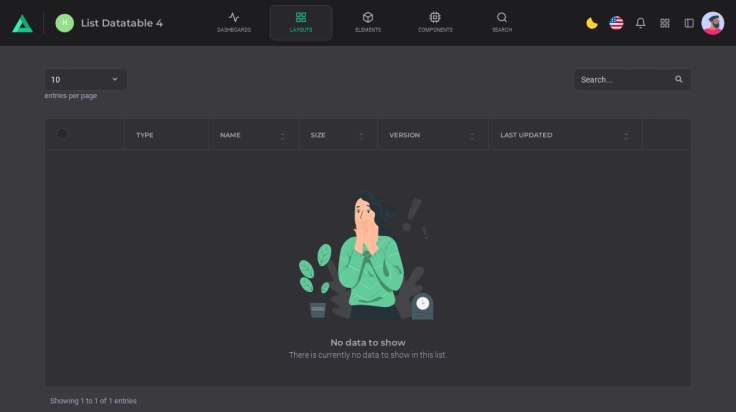 H
List Datatable 4
DASHBOARDS
LAYOUTS
ELEMENTS
COMPONENTS
SEARCH
10
entries per page
Search...
TYPE
NAME
SIZE
VERSION
LAST UPDATED
No data to show
There is currently no data to show in this list.
Showing 1 to 1 of 1 entries